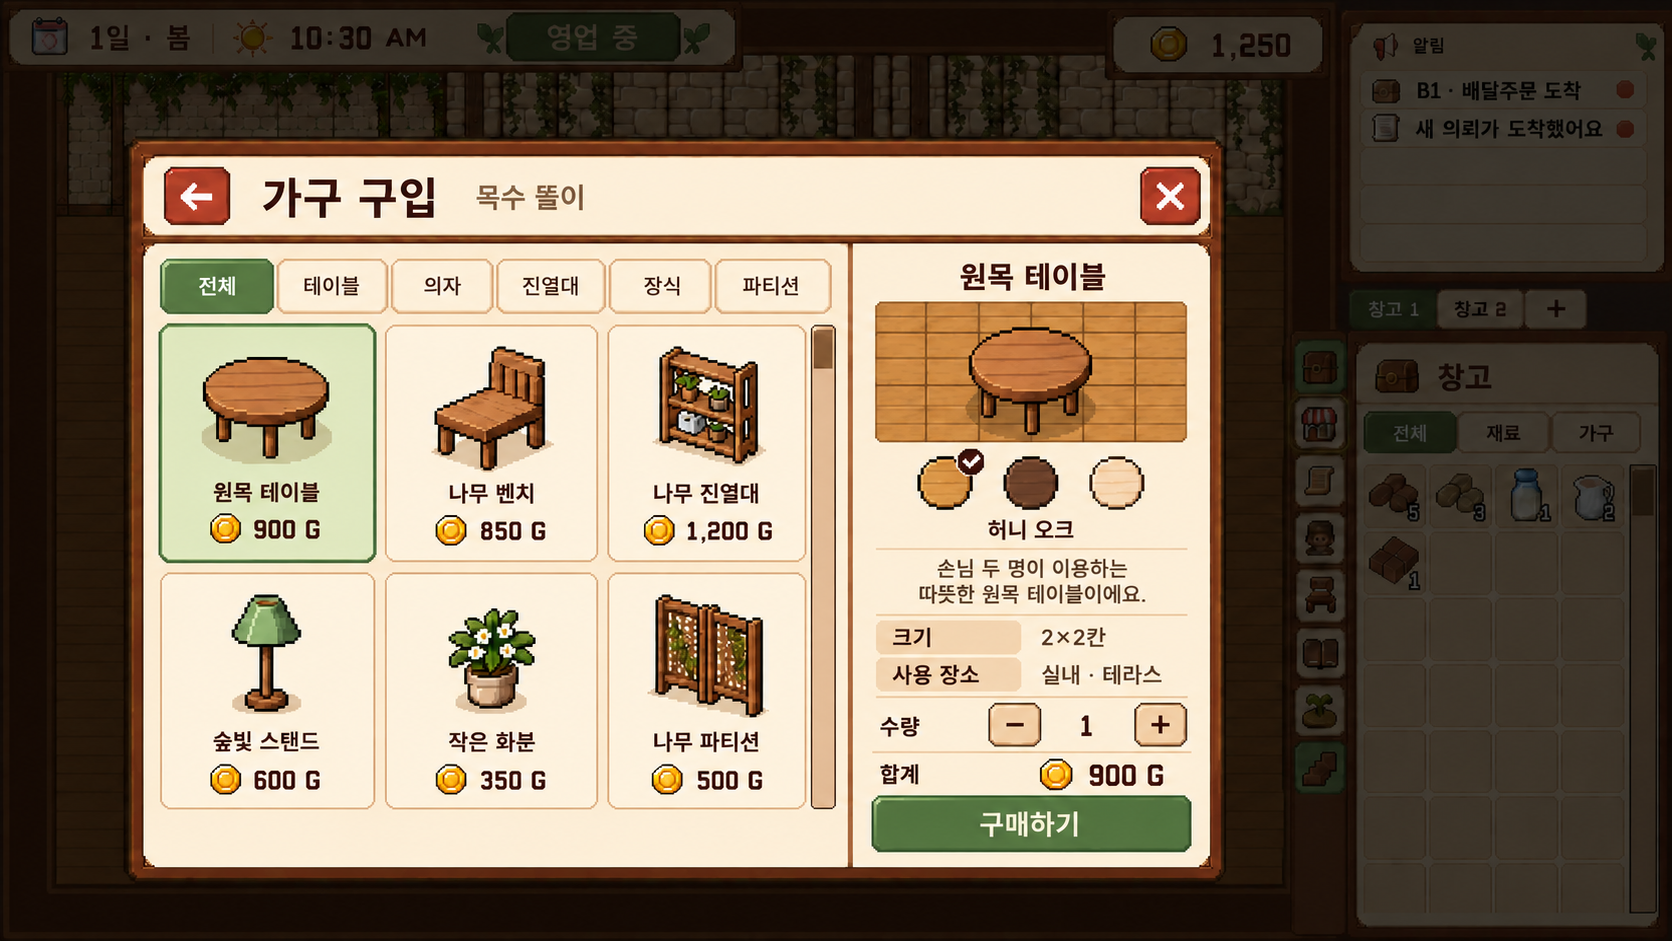 1일 · 봄
10:30 AM
영업 중
1,250
알림
B1 · 배달주문 도착
새 의뢰가 도착했어요
가구 구입
목수 똘이
전체
테이블
의자
진열대
장식
파티션
원목 테이블
900 G
나무 벤치
850 G
나무 진열대
1,200 G
숲빛 스탠드
600 G
작은 화분
350 G
나무 파티션
500 G
원목 테이블
허니 오크
손님 두 명이 이용하는
따뜻한 원목 테이블이에요.
크기 2×2칸
사용 장소 실내 · 테라스
수량 − 1 +
합계 900 G
구매하기
창고 1
창고 2
+
창고
전체
재료
가구
5
3
1
2
1